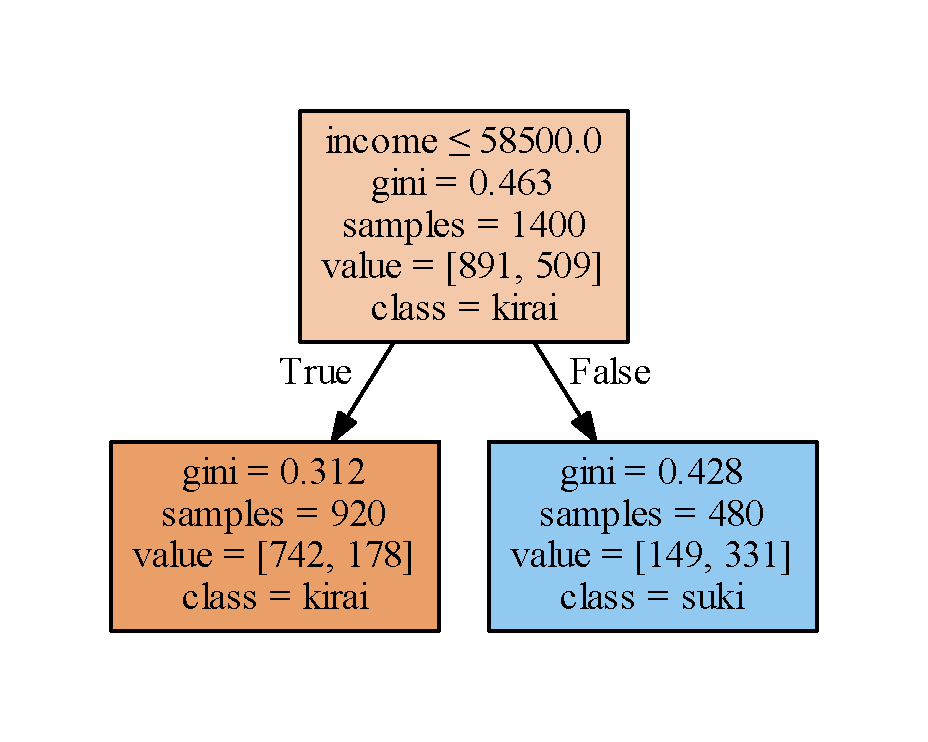 income ≤ 58500.0
gini = 0.463
samples = 1400
value = [891, 509]
class = kirai
True
False
gini = 0.312
samples = 920
value = [742, 178]
class = kirai
gini = 0.428
samples = 480
value = [149, 331]
class = suki